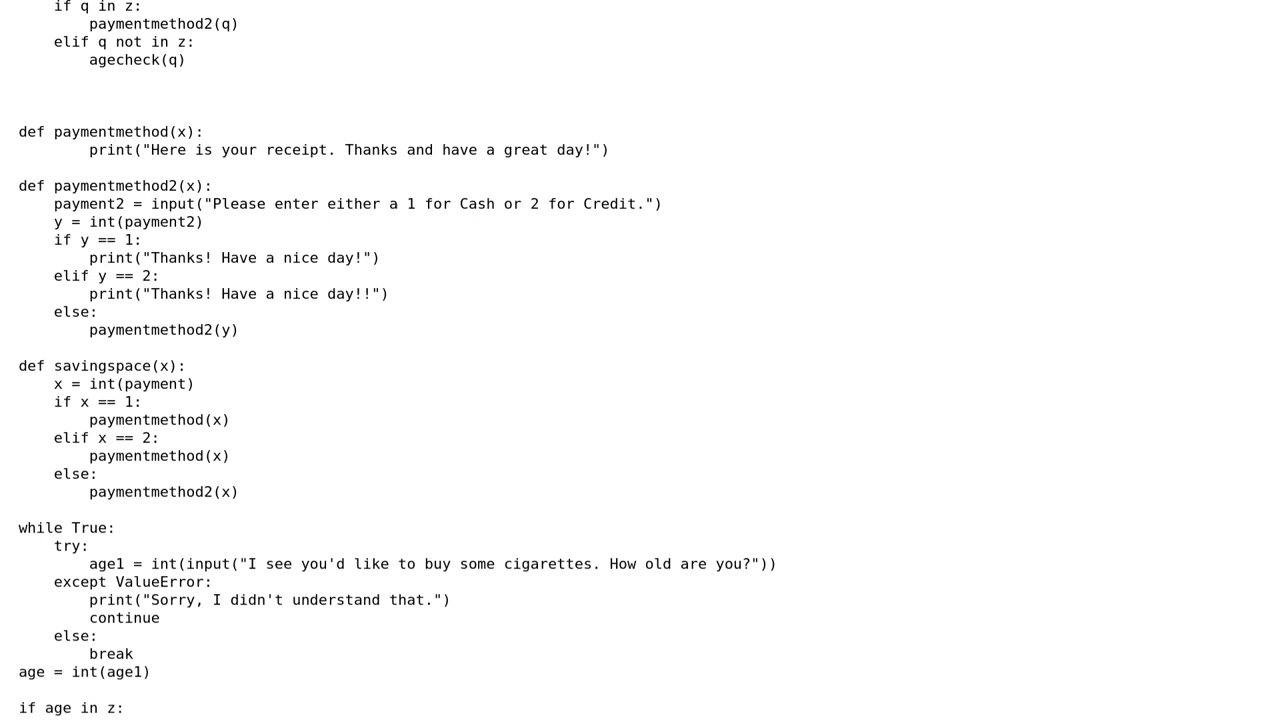 if q in z:
        paymentmethod2(q)
    elif q not in z:
        agecheck(q)
def paymentmethod(x):
        print("Here is your receipt. Thanks and have a great day!")
def paymentmethod2(x):
    payment2 = input("Please enter either a 1 for Cash or 2 for Credit.")
    y = int(payment2)
    if y == 1:
        print("Thanks! Have a nice day!")
    elif y == 2:
        print("Thanks! Have a nice day!!")
    else:
        paymentmethod2(y)
def savingspace(x):
    x = int(payment)
    if x == 1:
        paymentmethod(x)
    elif x == 2:
        paymentmethod(x)
    else:
        paymentmethod2(x)
while True:
    try:
        age1 = int(input("I see you'd like to buy some cigarettes. How old are you?"))
    except ValueError:
        print("Sorry, I didn't understand that.")
        continue
    else:
        break
age = int(age1)
if age in z: